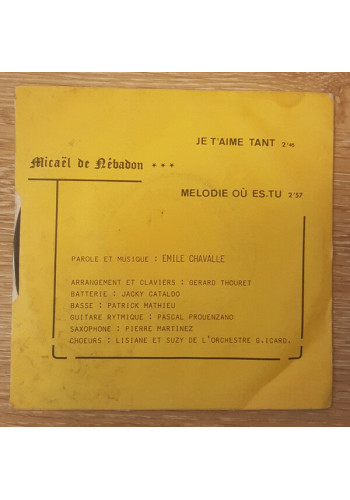 JE T'AIME TANT 2'40
Micaël de Nébadon ***
MELODIE OÙ ES.TU 3'57
PAROLE ET MUSIQUE : EMILE CHAVALLE
ARRANGEMENT ET CLAVIERS : GERARD THOURET
BATTERIE : JACKY CATALDO
BASSE : PATRICK MATHIEU
GUITARE RYTMIQUE : PASCAL PROUENZANO
SAXOPHONE : PIERRE MARTINEZ
CHOEURS : LISIANE ET SUZY DE L'ORCHESTRE G.ICARD.